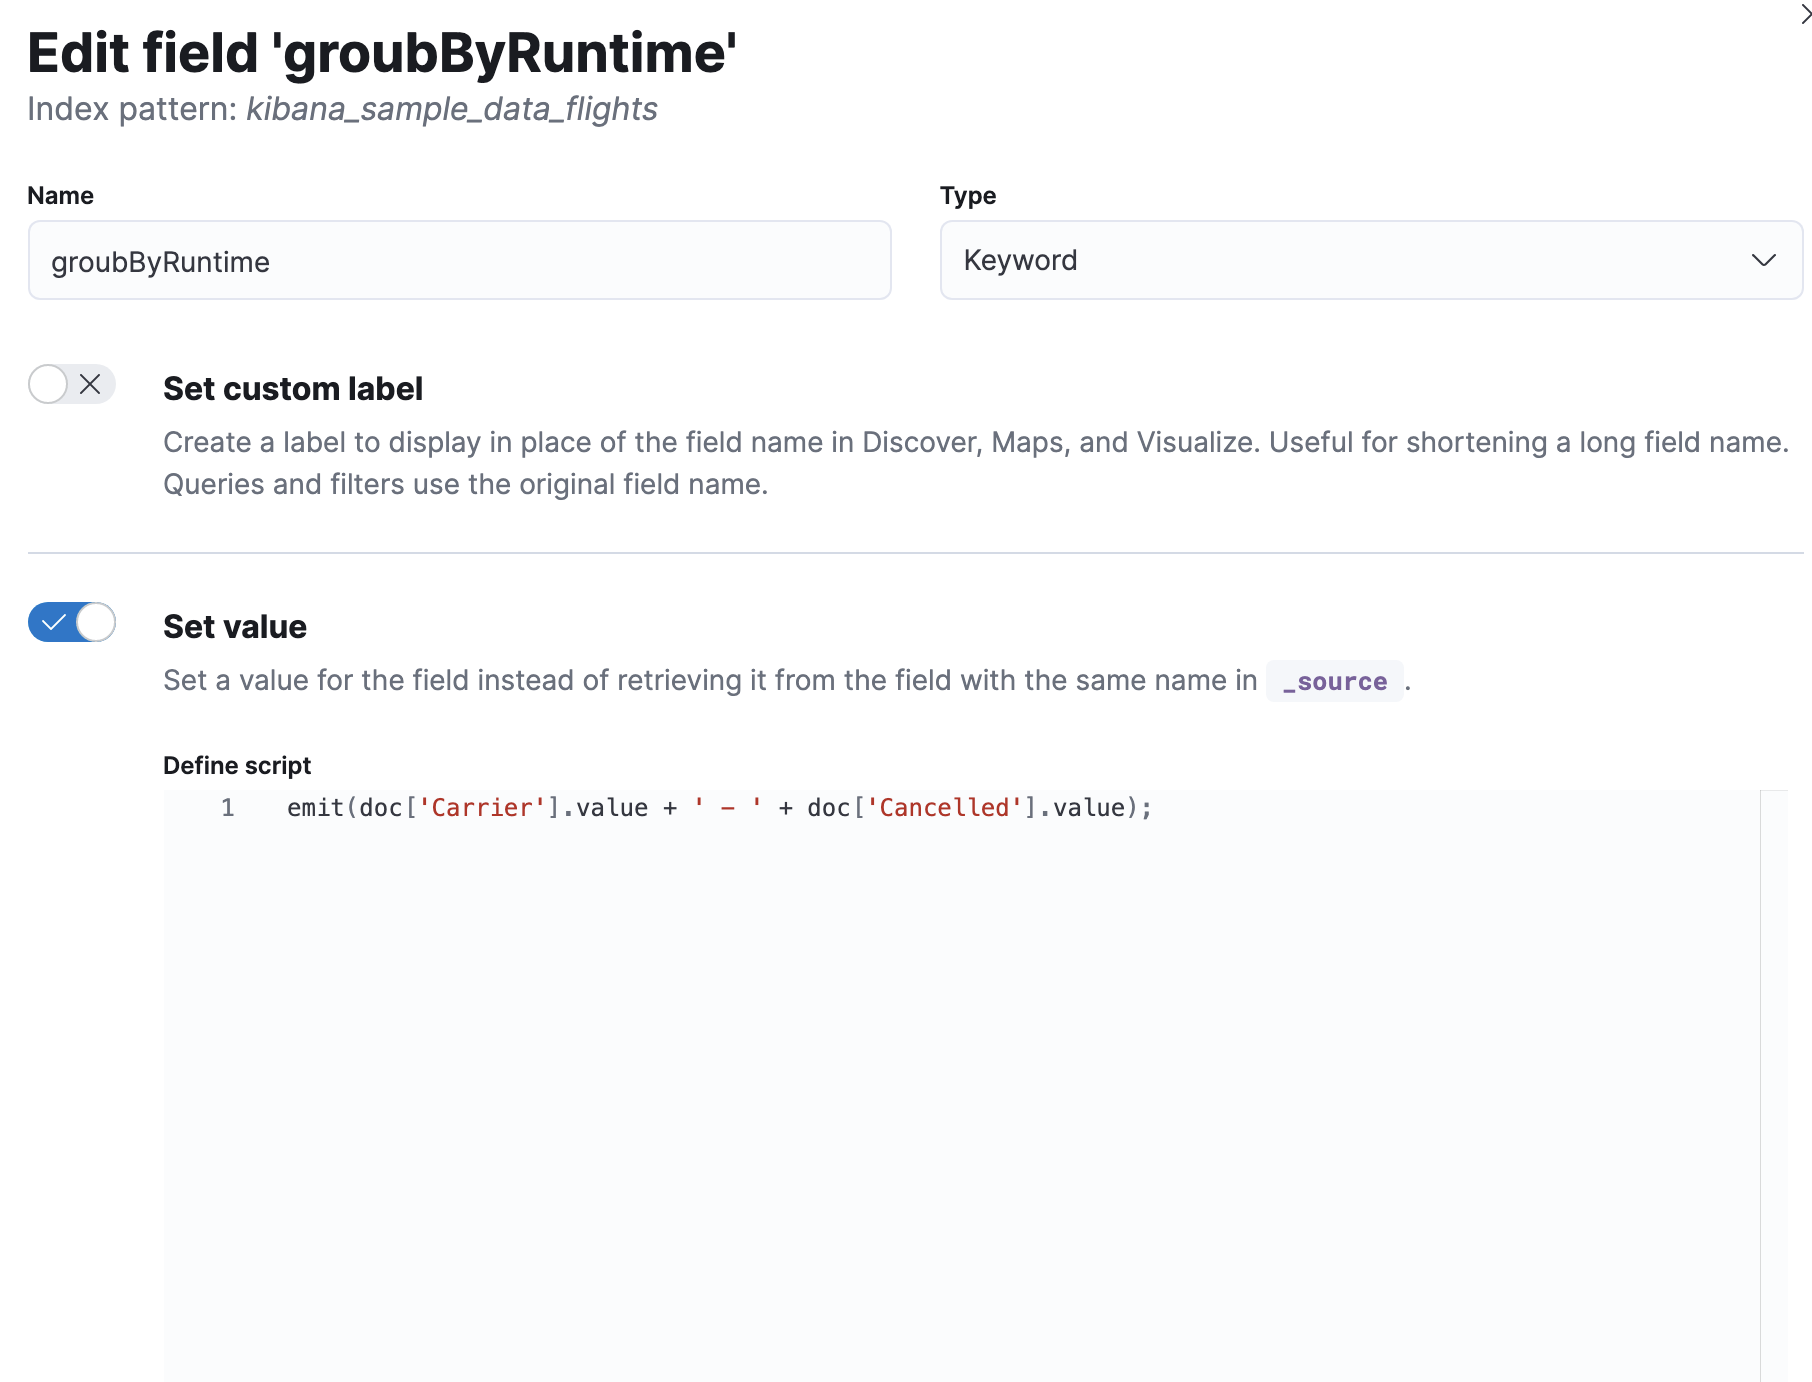 Edit field 'groubByRuntime'
Index pattern: kibana_sample_data_flights
Name
Type
groubByRuntime
Keyword
Set custom label
Create a label to display in place of the field name in Discover, Maps, and Visualize. Useful for shortening a long field name.
Queries and filters use the original field name.
Set value
Set a value for the field instead of retrieving it from the field with the same name in _source.
Define script
1 emit(doc['Carrier'].value + ' - ' + doc['Cancelled'].value);